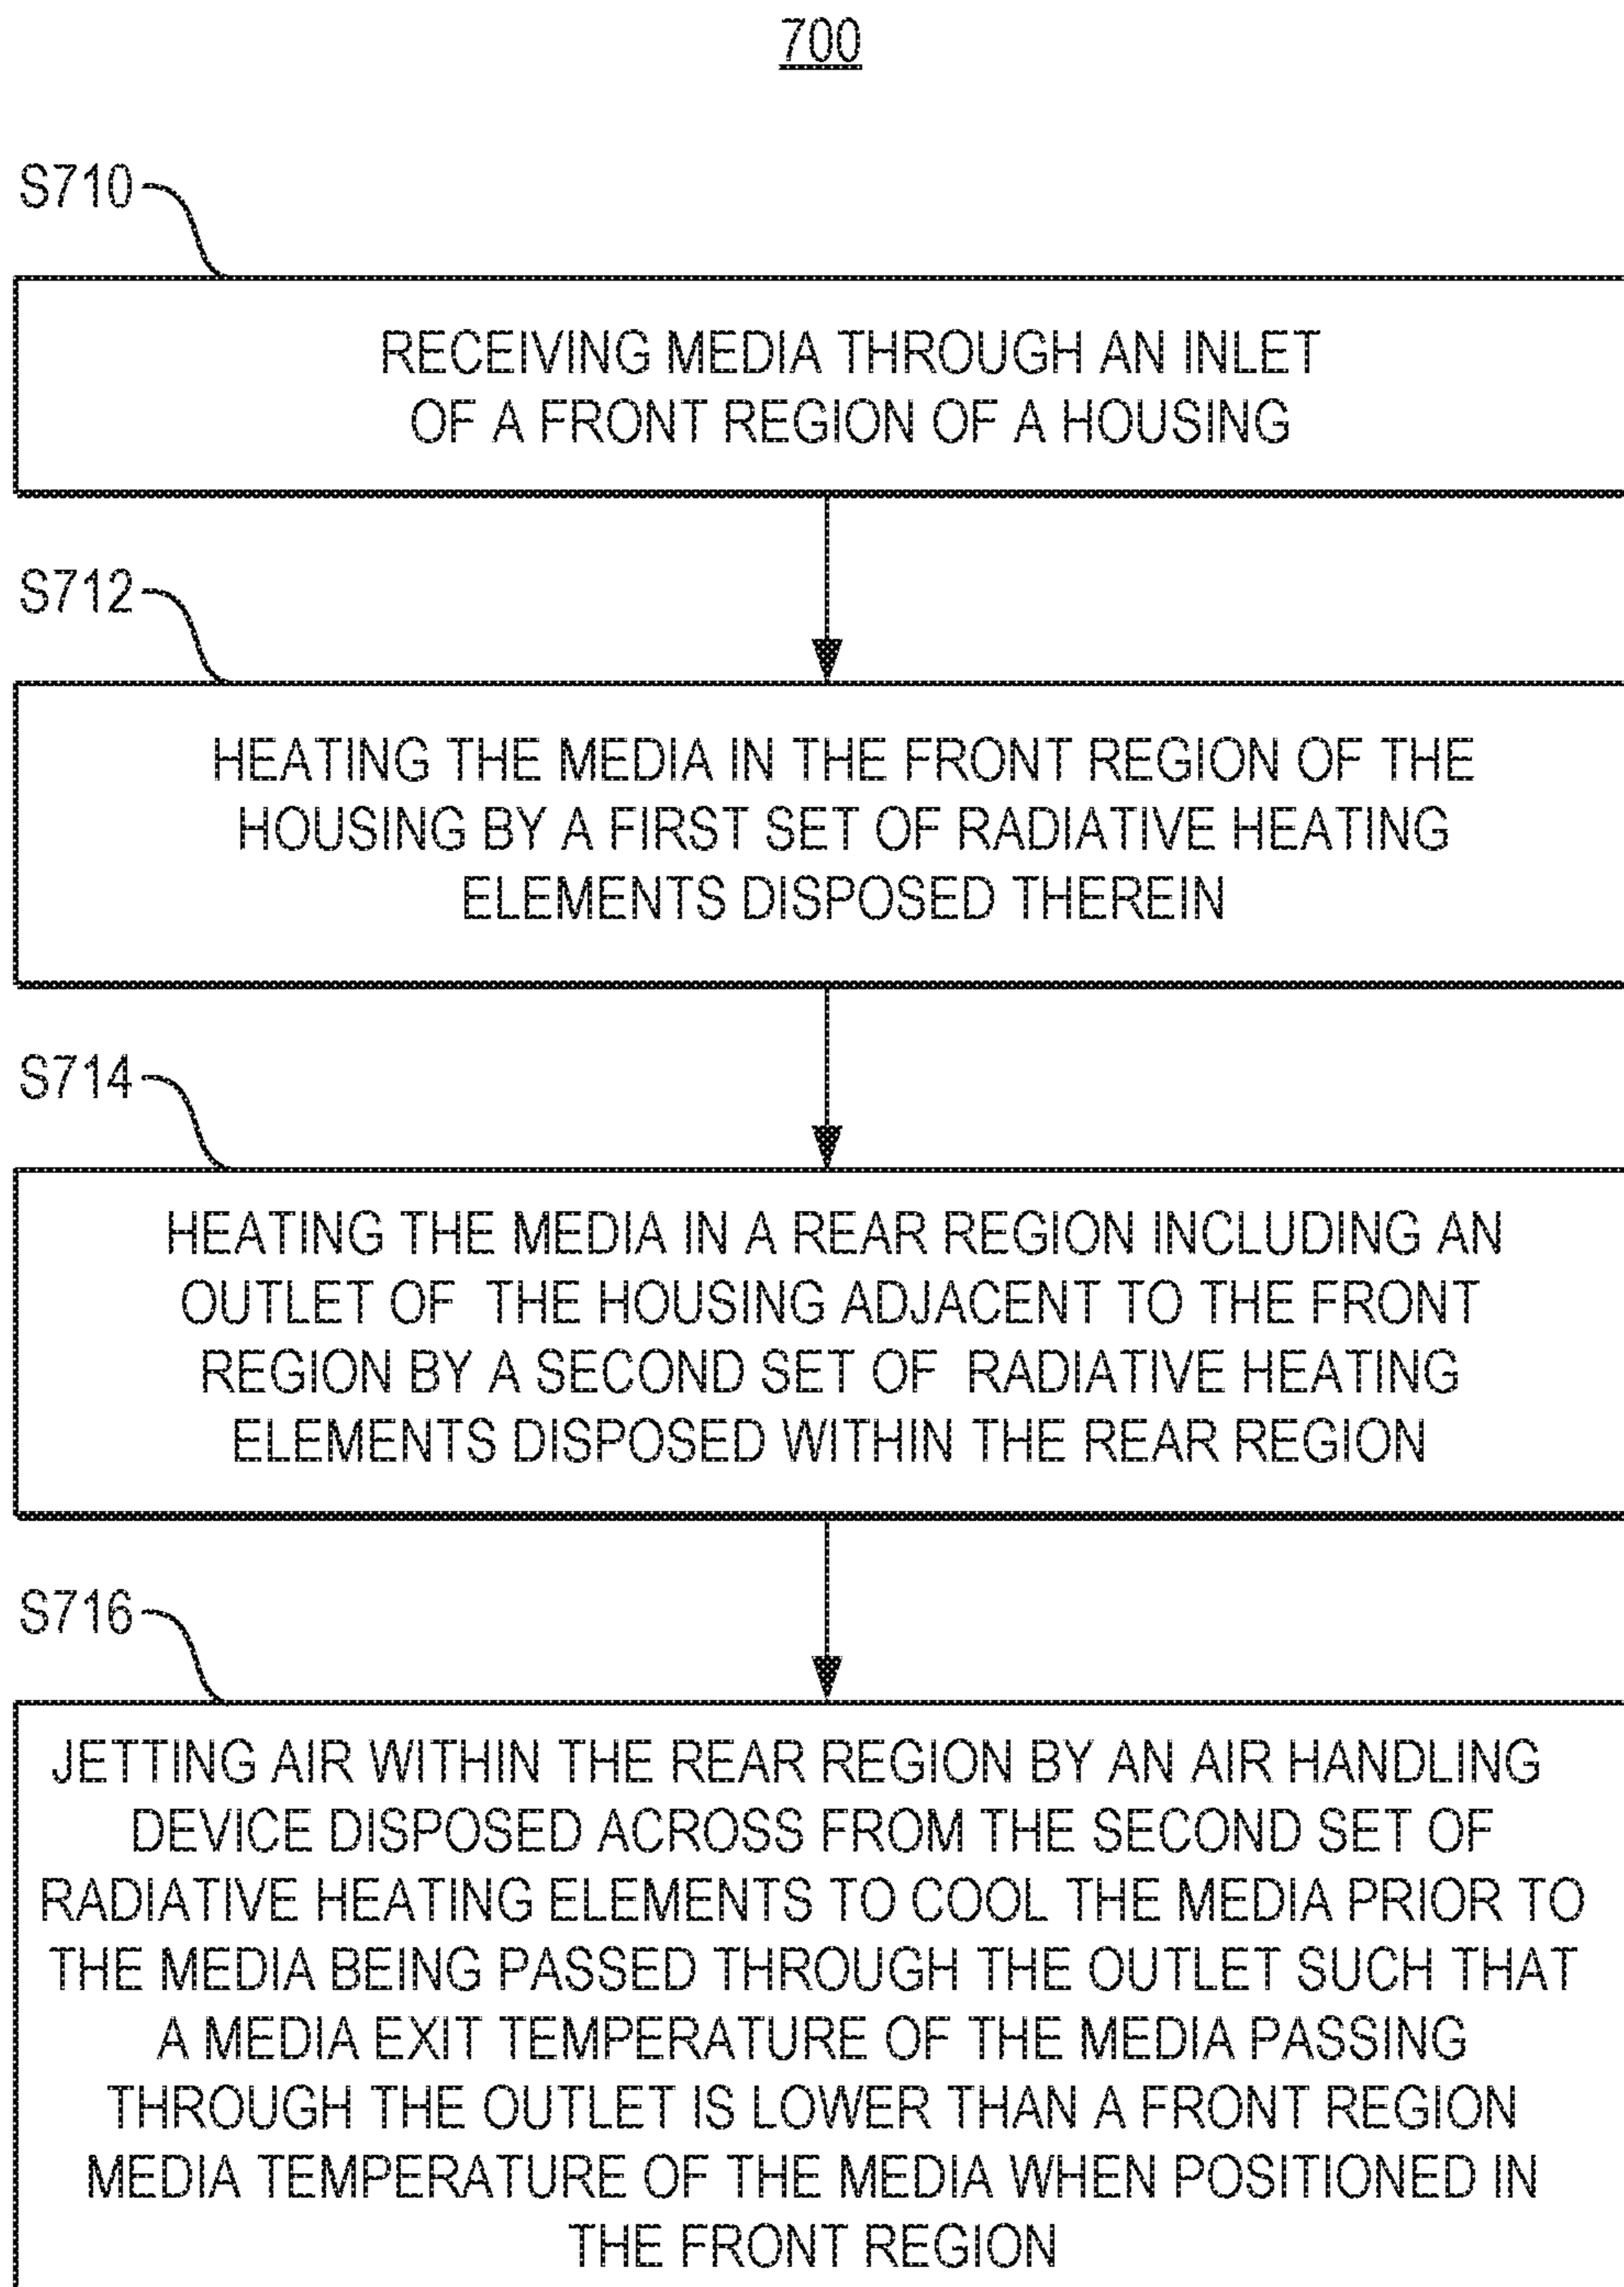 700
S710
RECEIVING MEDIA THROUGH AN INLET
OF A FRONT REGION OF A HOUSING
S712
HEATING THE MEDIA IN THE FRONT REGION OF THE
HOUSING BY A FIRST SET OF RADIATIVE HEATING
ELEMENTS DISPOSED THEREIN
S714
HEATING THE MEDIA IN A REAR REGION INCLUDING AN
OUTLET OF THE HOUSING ADJACENT TO THE FRONT
REGION BY A SECOND SET OF RADIATIVE HEATING
ELEMENTS DISPOSED WITHIN THE REAR REGION
S716
JETTING AIR WITHIN THE REAR REGION BY AN AIR HANDLING
DEVICE DISPOSED ACROSS FROM THE SECOND SET OF
RADIATIVE HEATING ELEMENTS TO COOL THE MEDIA PRIOR TO
THE MEDIA BEING PASSED THROUGH THE OUTLET SUCH THAT
A MEDIA EXIT TEMPERATURE OF THE MEDIA PASSING
THROUGH THE OUTLET IS LOWER THAN A FRONT REGION
MEDIA TEMPERATURE OF THE MEDIA WHEN POSITIONED IN
THE FRONT REGION